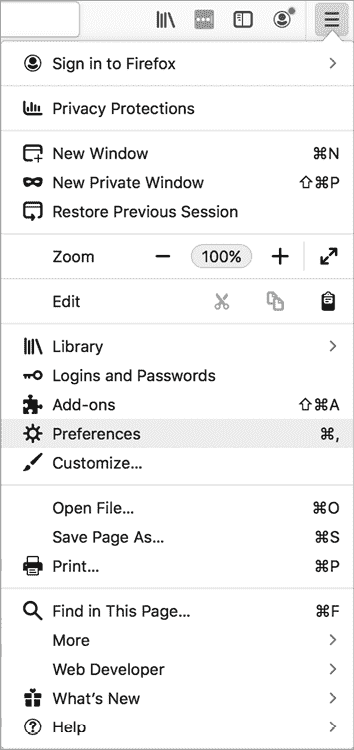 Sign in to Firefox
Privacy Protections
New Window ⌘N
New Private Window ⇧⌘P
Restore Previous Session
Zoom − 100% +
Edit
Library
Logins and Passwords
Add-ons ⇧⌘A
Preferences ⌘,
Customize...
Open File... ⌘O
Save Page As... ⌘S
Print... ⌘P
Find in This Page... ⌘F
More
Web Developer
What's New
Help